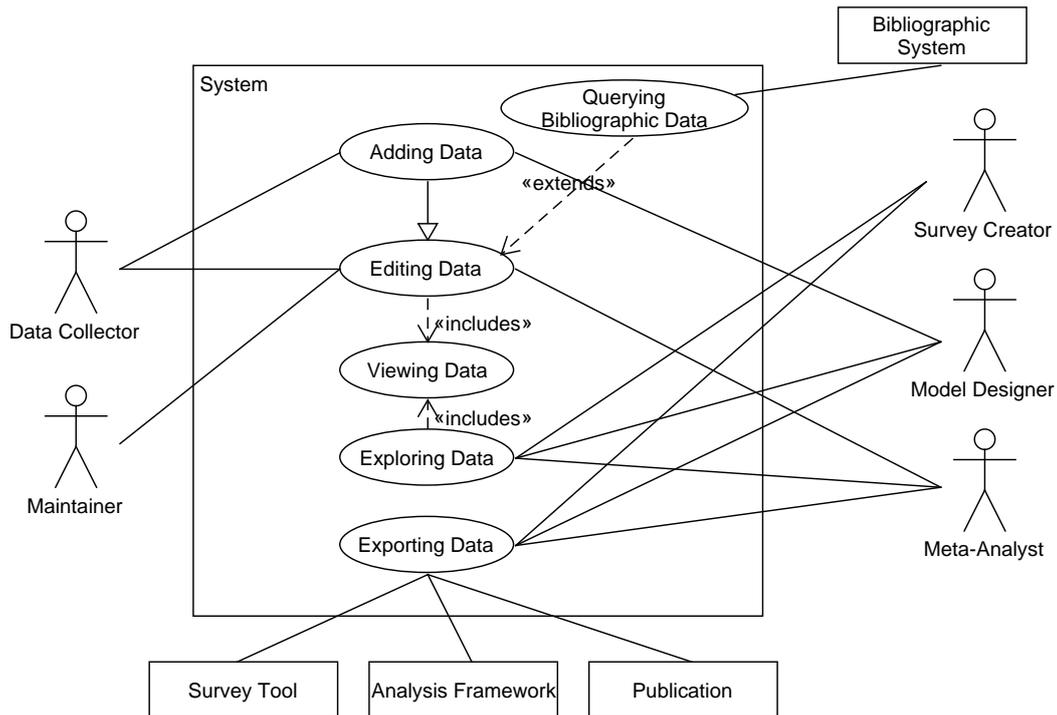 Bibliographic
System
System
Querying
Bibliographic Data
Adding Data
«extends»
Survey Creator
Editing Data
Data Collector
«includes»
Viewing Data
Model Designer
«includes»
Exploring Data
Maintainer
Exporting Data
Meta-Analyst
Survey Tool
Analysis Framework
Publication